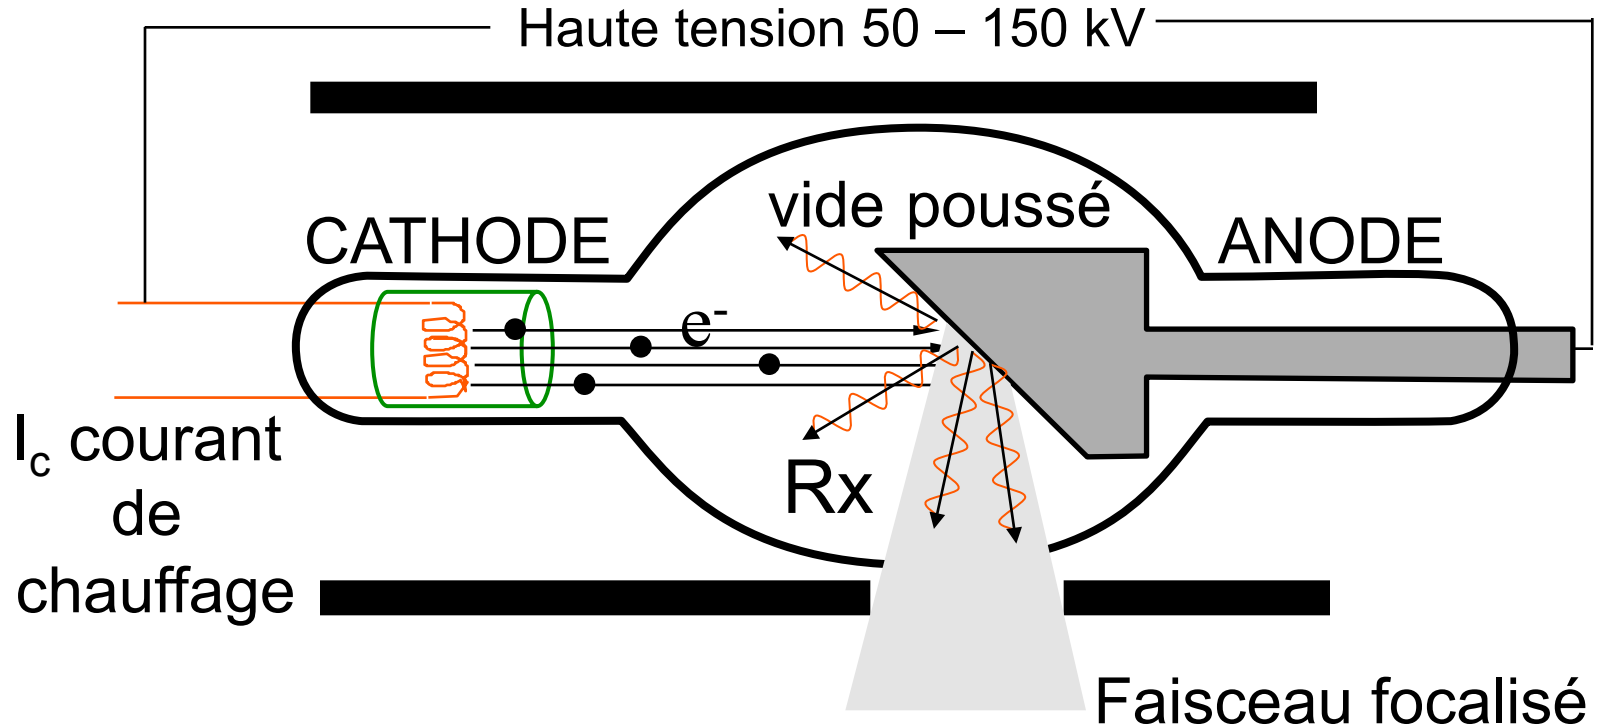 Haute tension 50 – 150 kV
vide poussé
CATHODE
ANODE
e-
Ic courant
de
chauffage
Rx
Faisceau focalisé